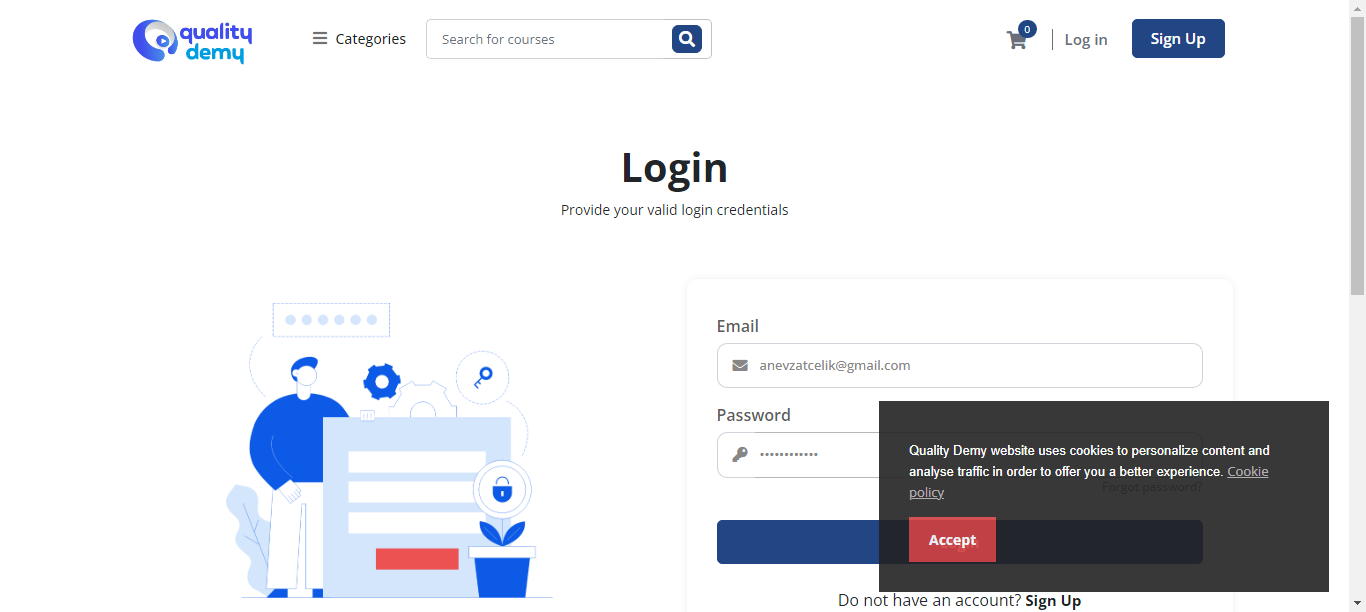 quality
demy
Categories
Search for courses
0
Log in
Sign Up
Login
Provide your valid login credentials
Email
anevzatcelik@gmail.com
Password
••••••••••••
Quality Demy website uses cookies to personalize content and
analyse traffic in order to offer you a better experience. Cookie
policy
Forgot password?
Accept
Do not have an account? Sign Up